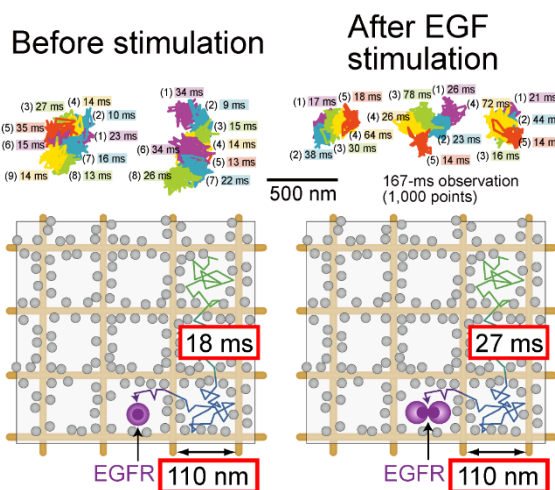 Before stimulation
After EGF
stimulation
(3) 27 ms
(4) 14 ms
(2) 10 ms
(5) 35 ms
(1) 23 ms
(6) 15 ms
(7) 16 ms
(9) 14 ms
(8) 13 ms
(1) 34 ms
(2) 9 ms
(3) 15 ms
(4) 14 ms
(6) 34 ms
(5) 13 ms
(8) 26 ms
(7) 22 ms
(1) 17 ms
(5) 18 ms
(4) 64 ms
(2) 38 ms
(3) 30 ms
(3) 78 ms
(1) 26 ms
(4) 26 ms
(2) 23 ms
(5) 14 ms
(4) 72 ms
(1) 21 ms
(2) 44 ms
(5) 14 ms
(3) 16 ms
500 nm
167-ms observation
(1,000 points)
18 ms
EGFR
110 nm
27 ms
EGFR
110 nm